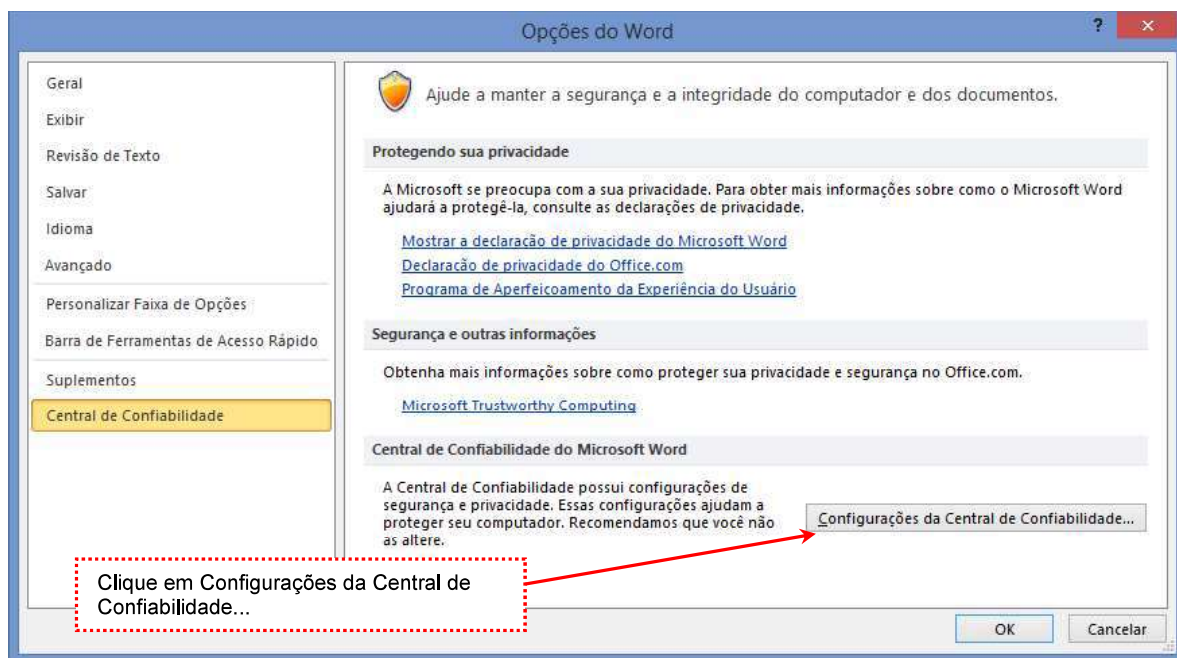 Opções do Word
?
×
Geral
Exibir
Revisão de Texto
Salvar
Idioma
Avançado
Personalizar Faixa de Opções
Barra de Ferramentas de Acesso Rápido
Suplementos
Central de Confiabilidade
Ajude a manter a segurança e a integridade do computador e dos documentos.
Protegendo sua privacidade
A Microsoft se preocupa com a sua privacidade. Para obter mais informações sobre como o Microsoft Word
ajudará a protegê-la, consulte as declarações de privacidade.
Mostrar a declaração de privacidade do Microsoft Word
Declaração de privacidade do Office.com
Programa de Aperfeiçoamento da Experiência do Usuário
Segurança e outras informações
Obtenha mais informações sobre como proteger sua privacidade e segurança no Office.com.
Microsoft Trustworthy Computing
Central de Confiabilidade do Microsoft Word
A Central de Confiabilidade possui configurações de
segurança e privacidade. Essas configurações ajudam a
proteger seu computador. Recomendamos que você não
as altere.
Configurações da Central de Confiabilidade...
Clique em Configurações da Central de
Confiabilidade...
OK
Cancelar